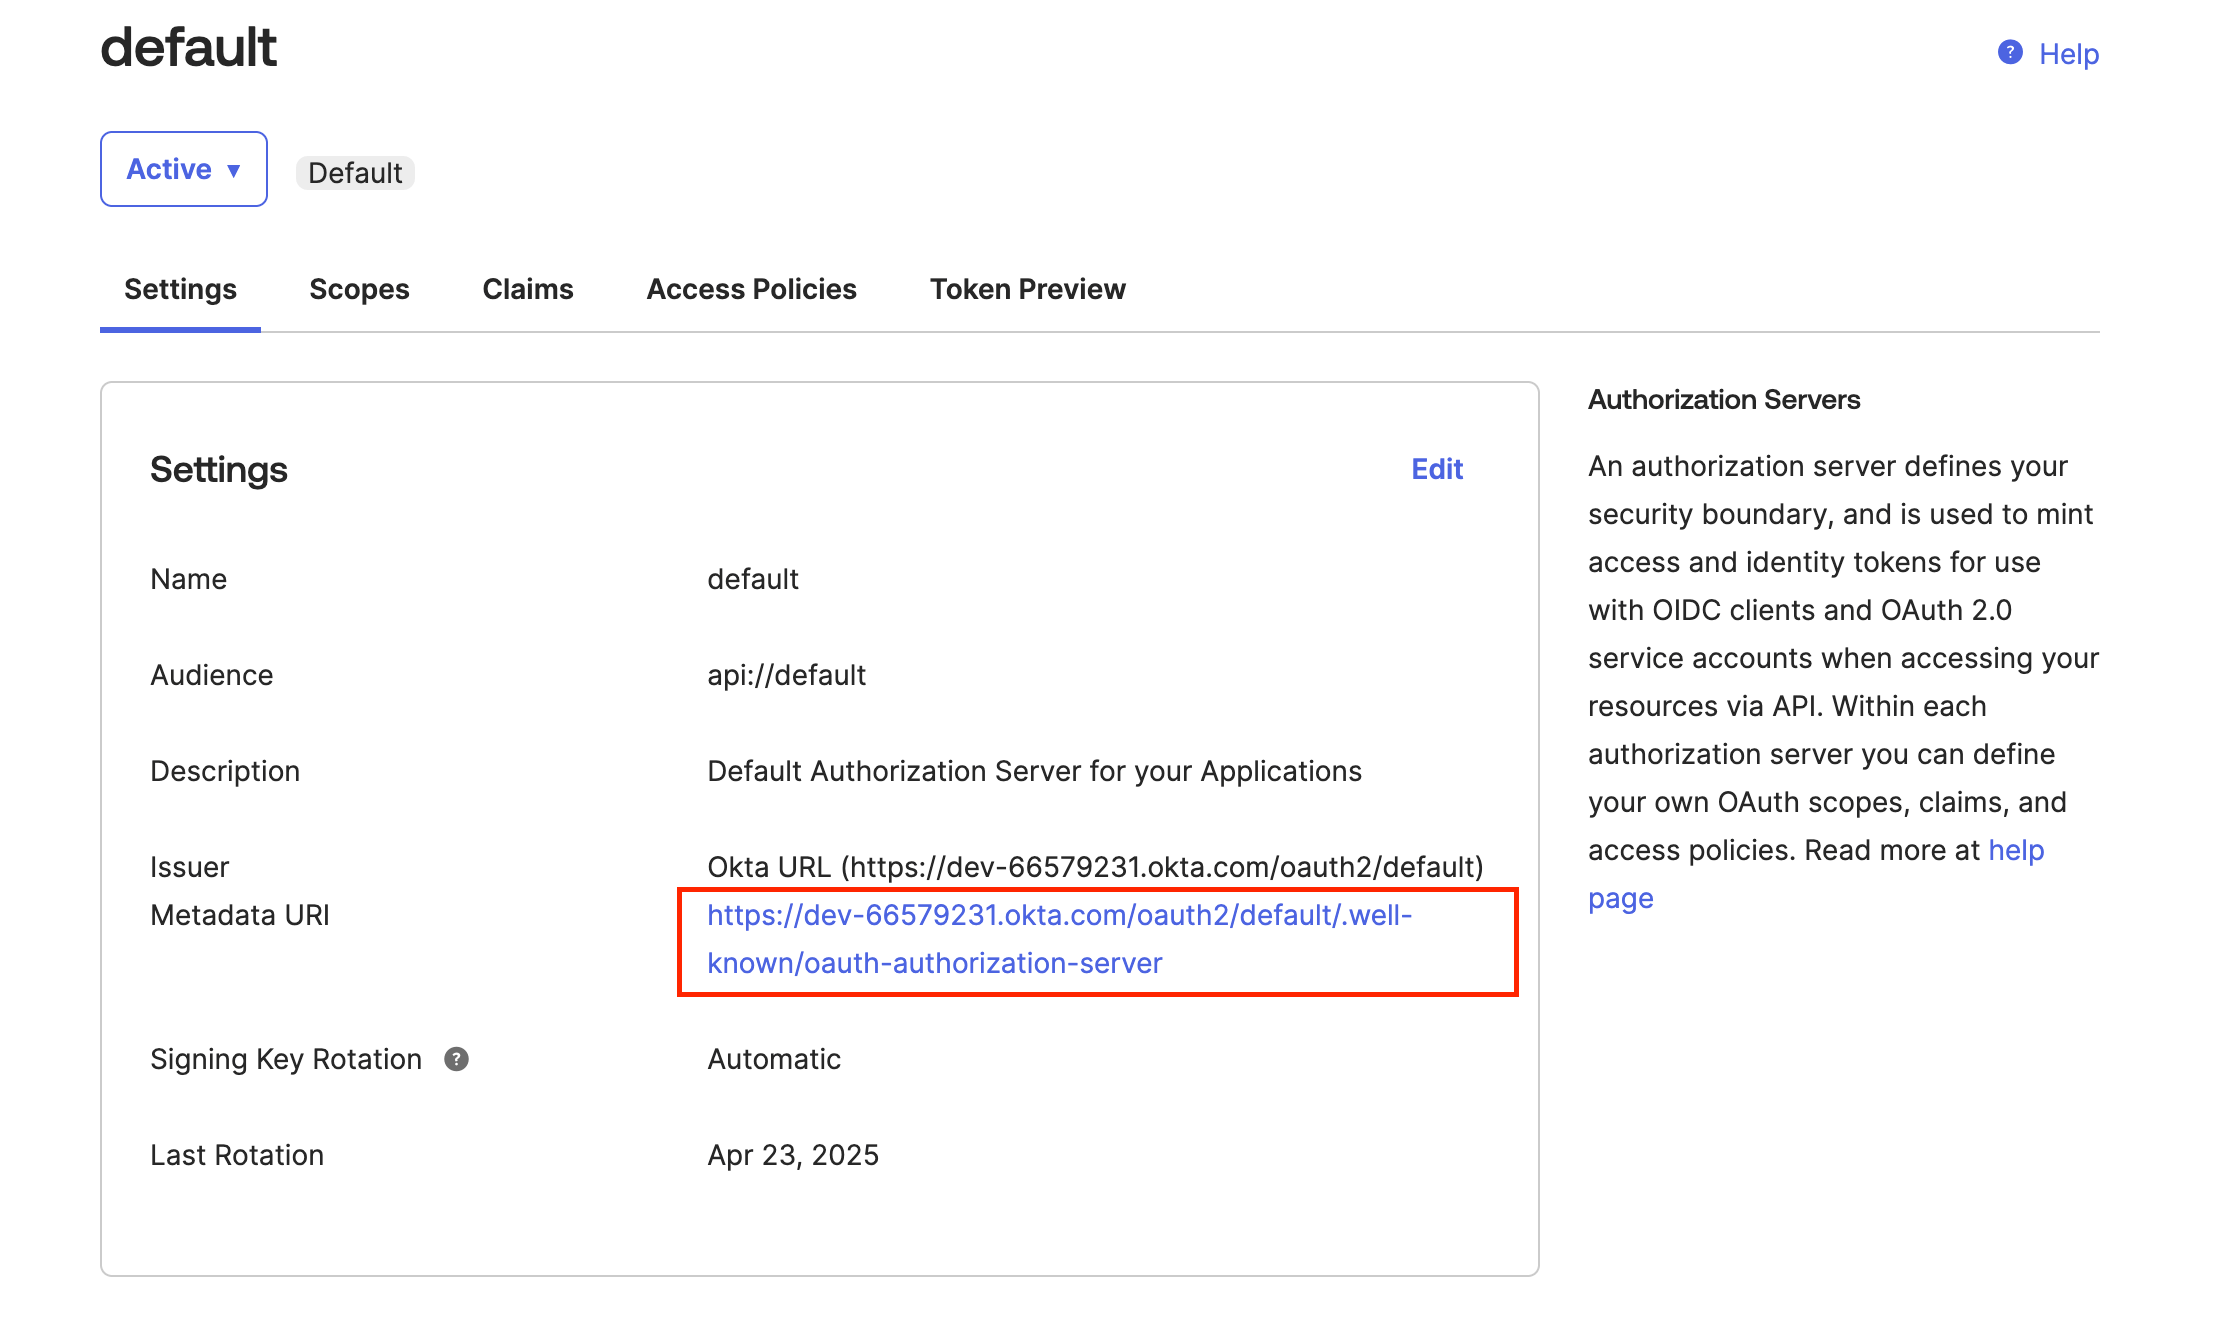 default
Help
Active
Default
Settings
Scopes
Claims
Access Policies
Token Preview
Settings
Edit
Name
default
Audience
api://default
Description
Default Authorization Server for your Applications
Issuer
Okta URL (https://dev-66579231.okta.com/oauth2/default)
Metadata URI
https://dev-66579231.okta.com/oauth2/default/.well-
known/oauth-authorization-server
Signing Key Rotation
Automatic
Last Rotation
Apr 23, 2025
Authorization Servers
An authorization server defines your
security boundary, and is used to mint
access and identity tokens for use
with OIDC clients and OAuth 2.0
service accounts when accessing your
resources via API. Within each
authorization server you can define
your own OAuth scopes, claims, and
access policies. Read more at help
page